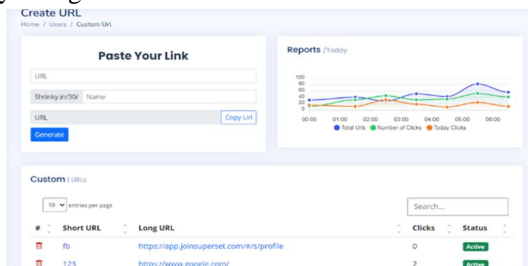 Create URL
Home / Users / Custom Url
Paste Your Link
URL
Shrinky.in/30/ Name
URL Copy Url
Generate
Reports /Today
100
80
60
40
20
0
00:00 01:00 02:00 03:00 04:00 05:00 06:00
Total Urls Number of Clicks Today Clicks
Custom | URLs
10 entries per page
Search...
# Short URL Long URL Clicks Status
fb https://app.joinsuperset.com/#/s/profile 0 Active
123 https://www.google.com/ 2 Active